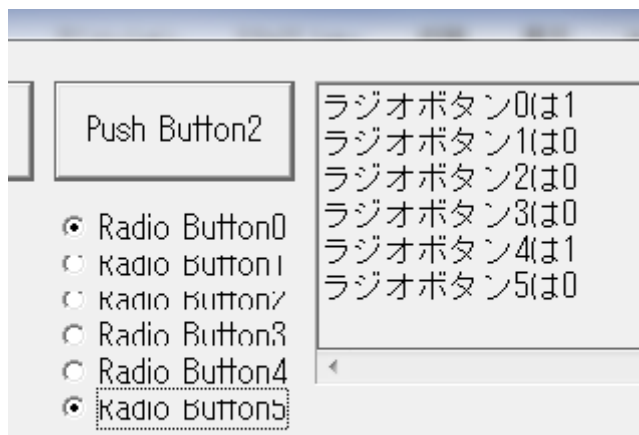 Push Button2
Radio Button0
Radio Button1
Radio Button2
Radio Button3
Radio Button4
Radio Button5
ラジオボタン0は1
ラジオボタン1は0
ラジオボタン2は0
ラジオボタン3は0
ラジオボタン4は1
ラジオボタン5は0